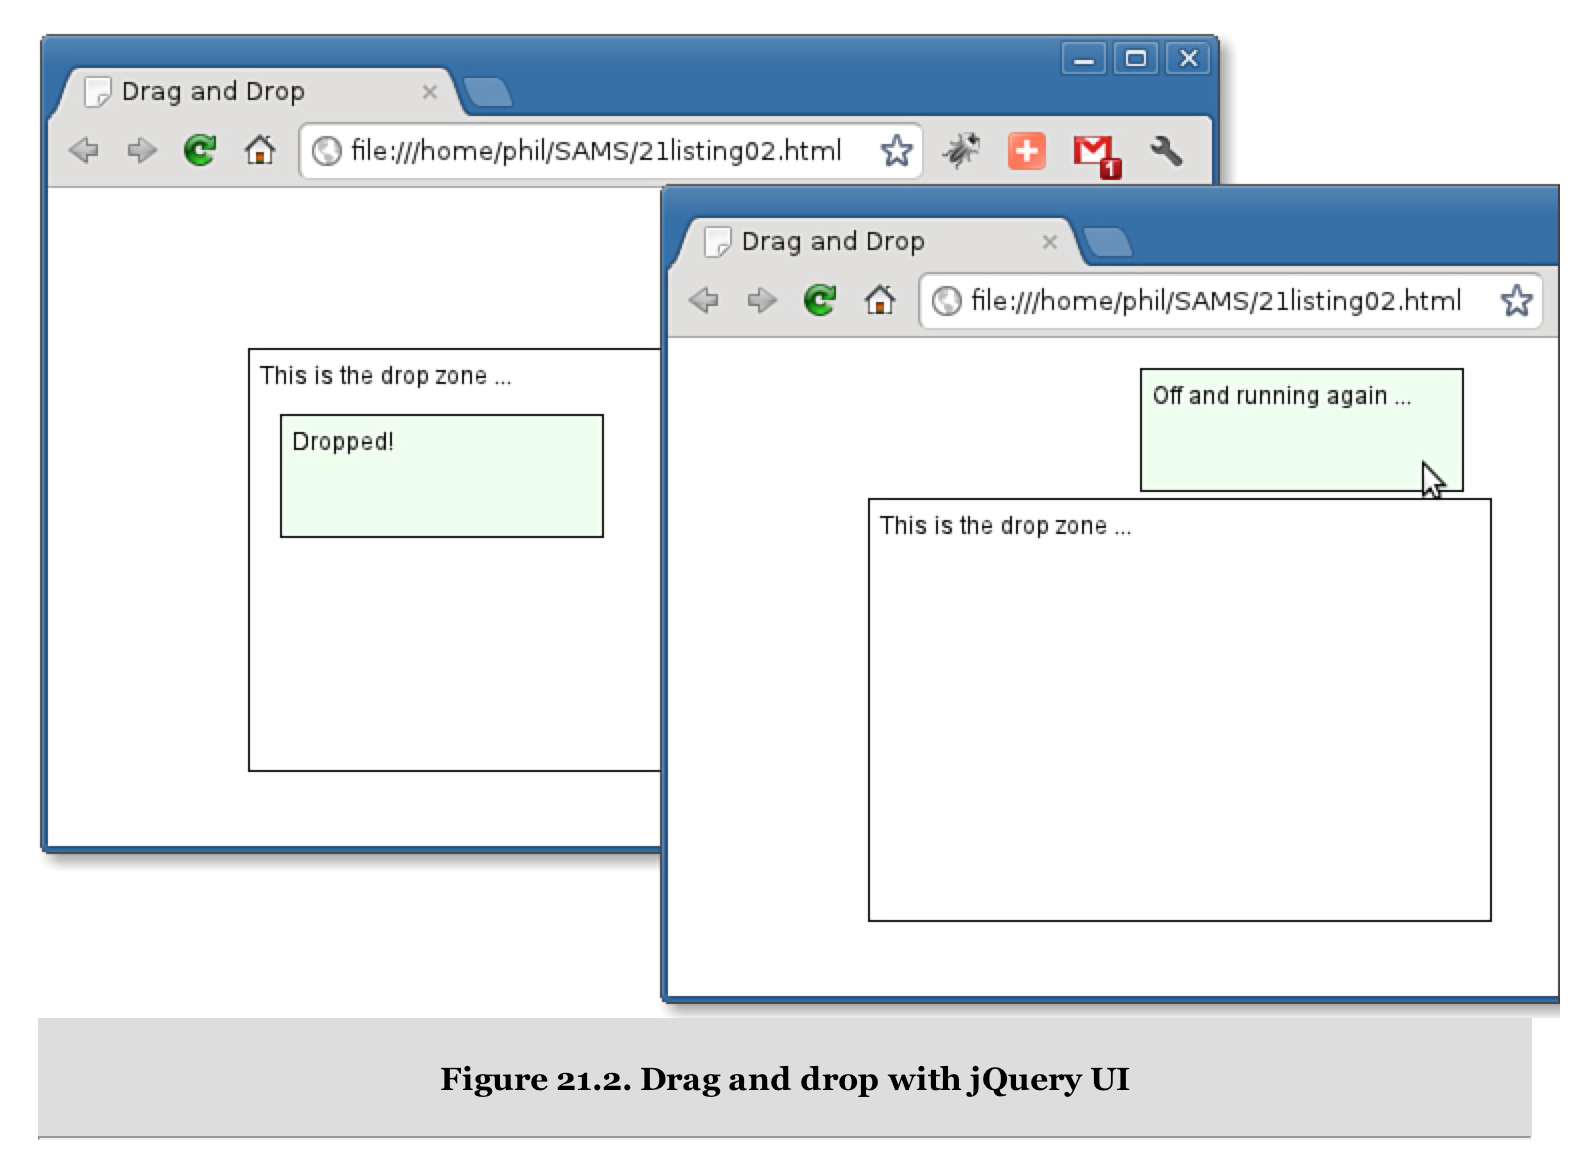 Drag and Drop
file:///home/phil/SAMS/21listing02.html
1
This is the drop zone ...
Dropped!
Drag and Drop
file:///home/phil/SAMS/21listing02.html
Off and running again ...
This is the drop zone ...
Figure 21.2. Drag and drop with jQuery UI